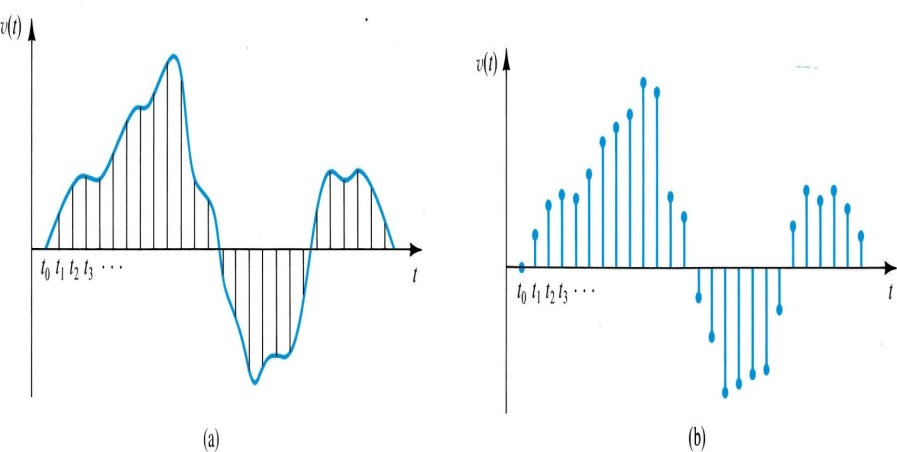 v(t)
t₀ t₁ t₂ t₃ ...
t
(a)
v(t)
t₀ t₁ t₂ t₃ ...
t
(b)